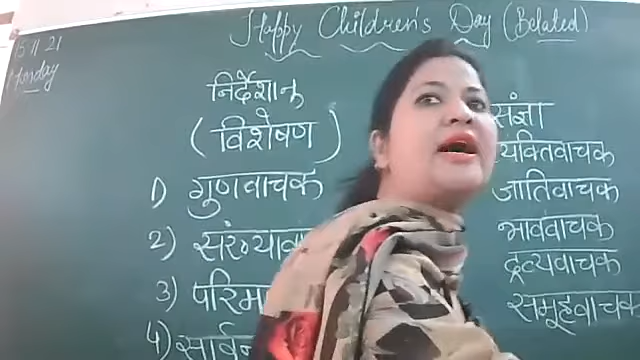 Happy Children's Day (Belated)
15 11 21
Monday
निर्देशांक
(विशेषण)
1) गुणवाचक
2) संख्यावा
3) परिमा
4) सार्वन
संज्ञा
व्यक्तिवाचक
जातिवाचक
भाववाचक
द्रव्यवाचक
समूहवाचक